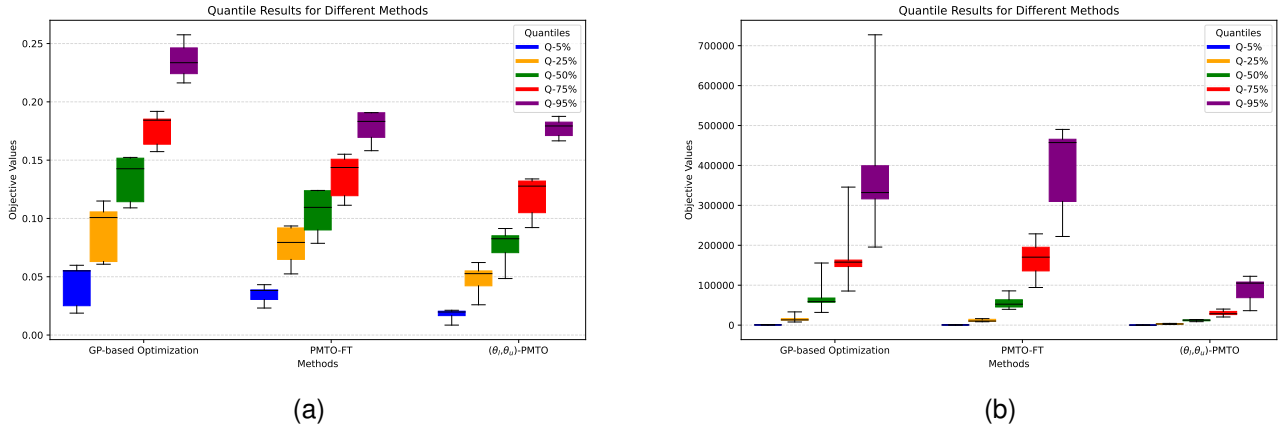 Quantile Results for Different Methods
Objective Values
0.25
0.20
0.15
0.10
0.05
0.00
Quantiles
Q-5%
Q-25%
Q-50%
Q-75%
Q-95%
GP-based Optimization
PMTO-FT
(θl,θu)-PMTO
Methods
(a)
Quantile Results for Different Methods
Objective Values
700000
600000
500000
400000
300000
200000
100000
0
Quantiles
Q-5%
Q-25%
Q-50%
Q-75%
Q-95%
GP-based Optimization
PMTO-FT
(θl,θu)-PMTO
Methods
(b)